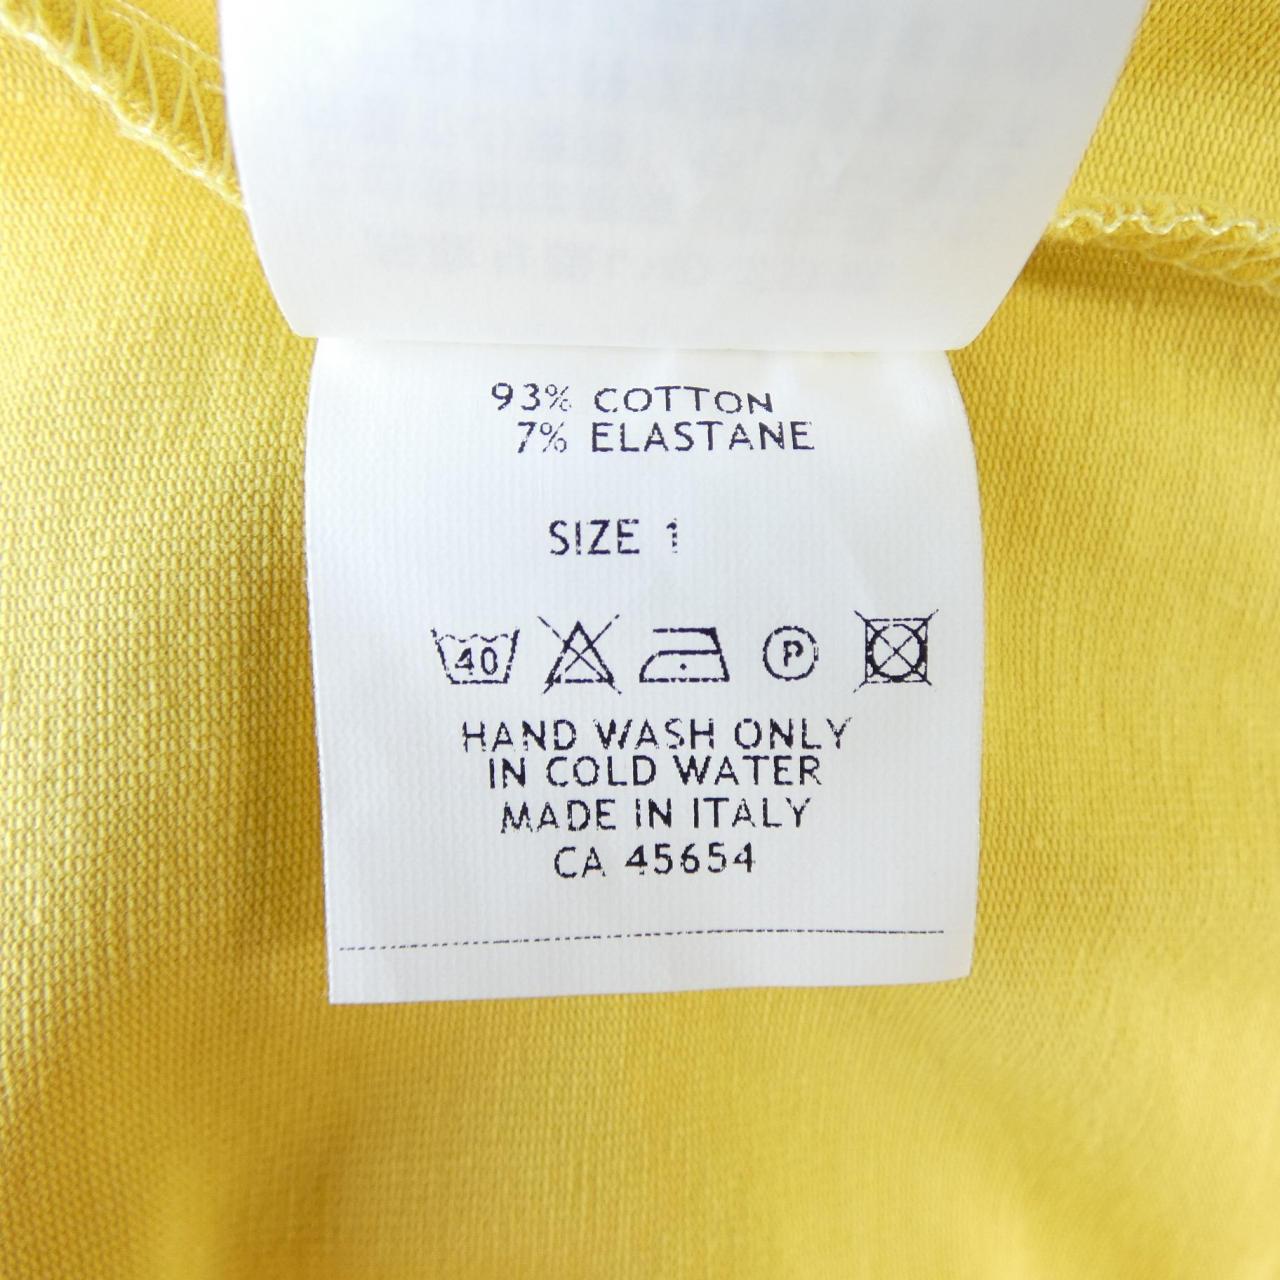 93% COTTON
7% ELASTANE
SIZE 1
40 P
HAND WASH ONLY
IN COLD WATER
MADE IN ITALY
CA 45654